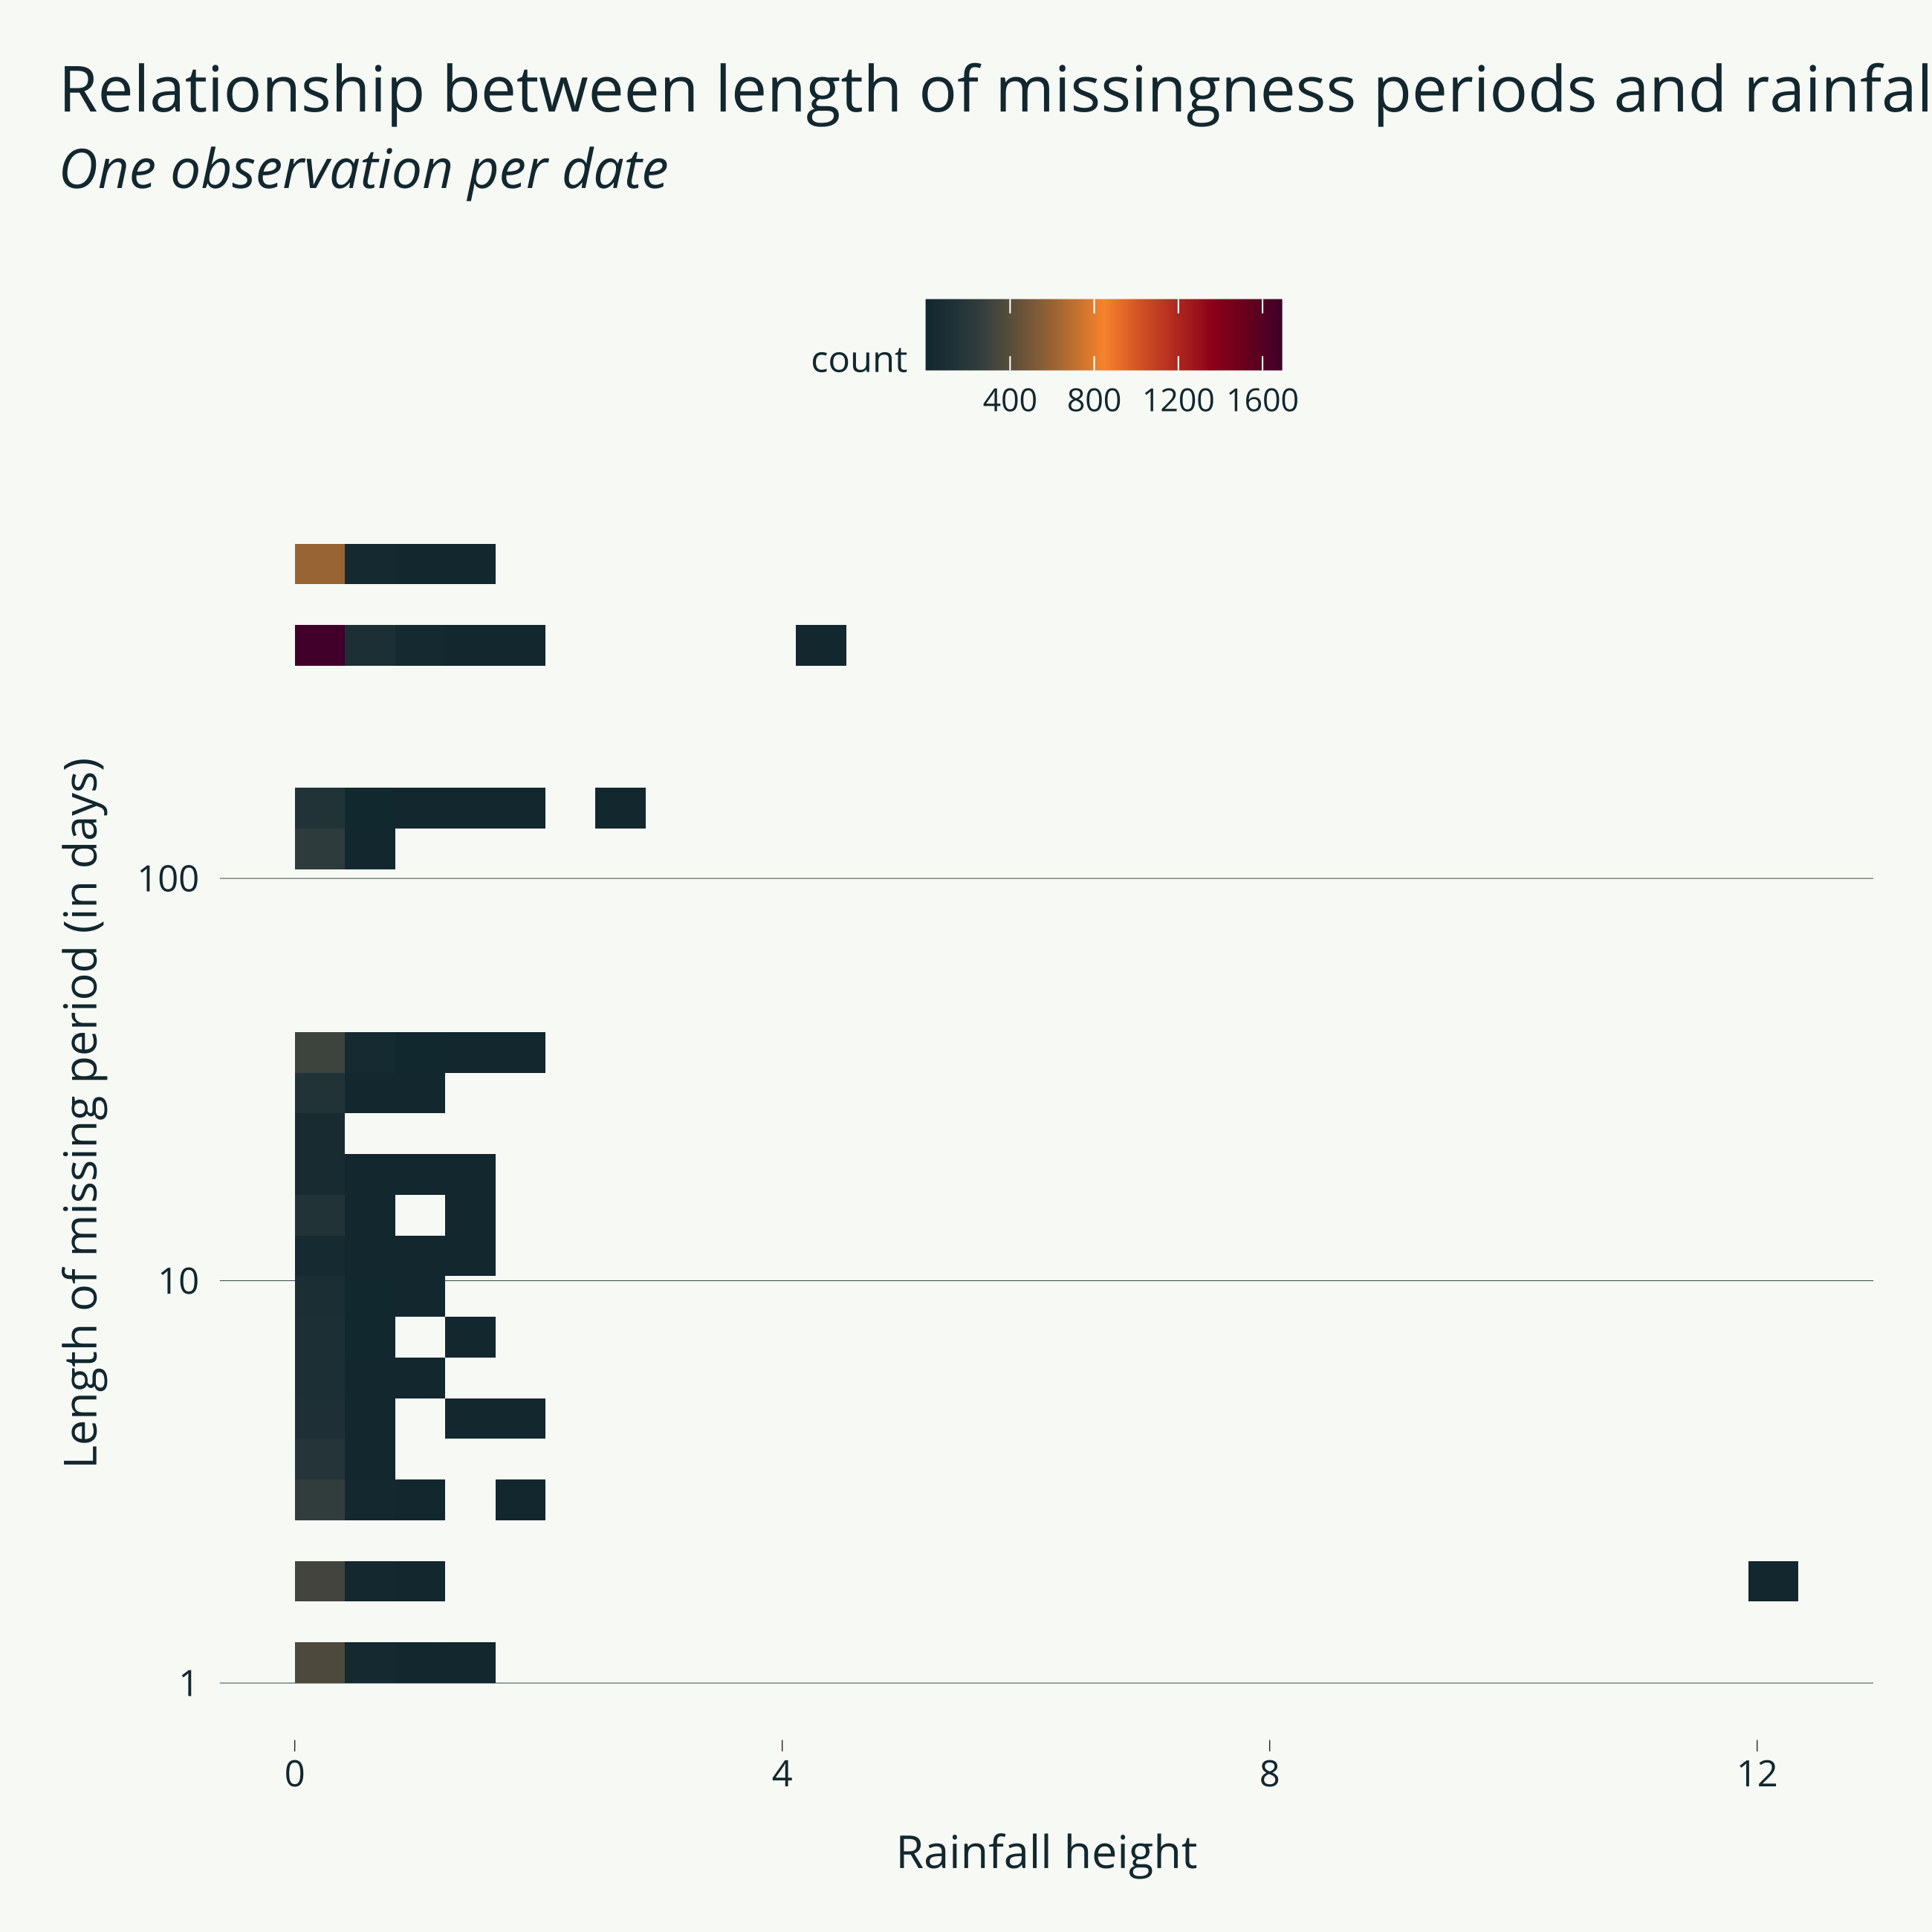 Relationship between length of missingness periods and rainfal
One observation per date
count
400 800 1200 1600
Length of missing period (in days)
100
10
1
0 4 8 12
Rainfall height